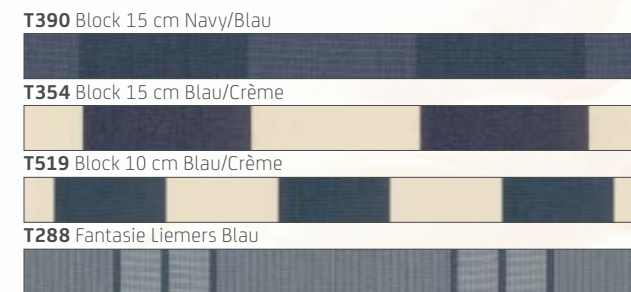 T390 Block 15 cm Navy/Blau
T354 Block 15 cm Blau/Crème
T519 Block 10 cm Blau/Crème
T288 Fantasie Liemers Blau